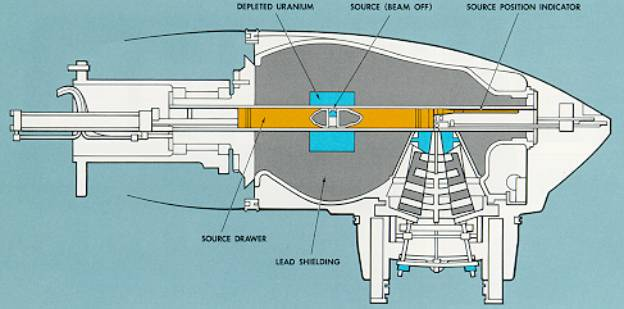 DEPLETED URANIUM
SOURCE (BEAM OFF)
SOURCE POSITION INDICATOR
SOURCE DRAWER
LEAD SHIELDING